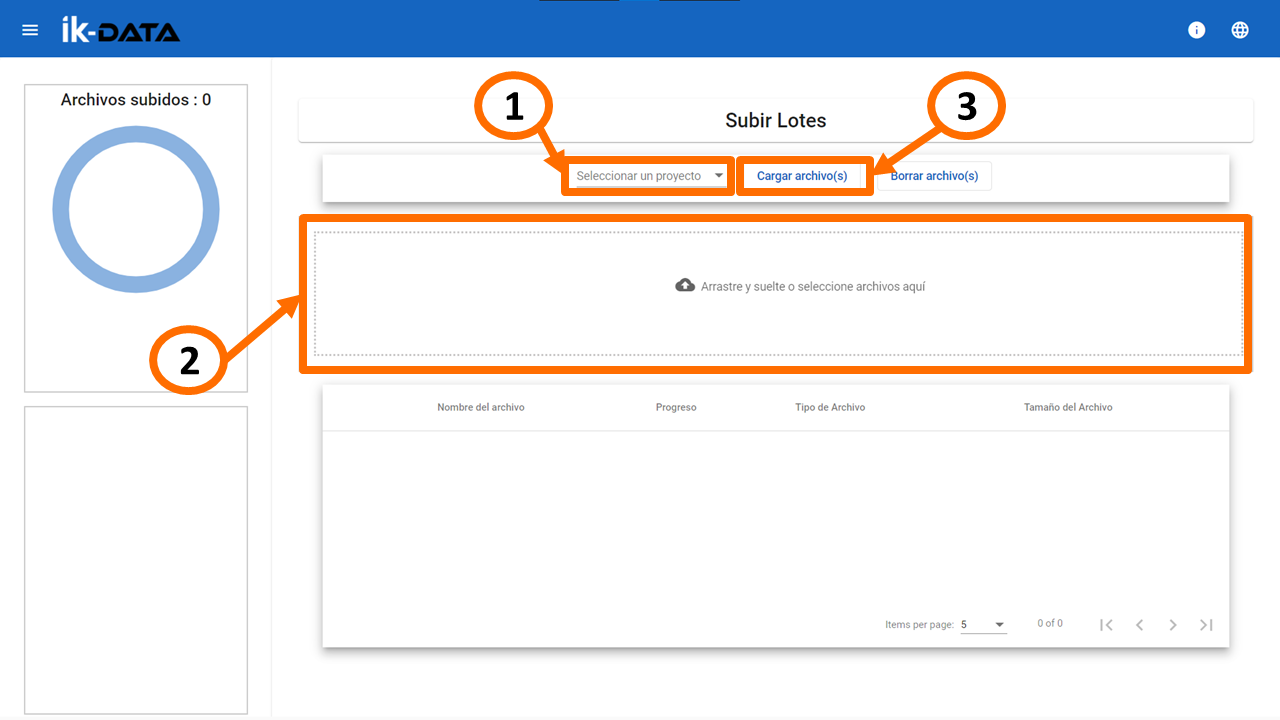 ik-DATA
Archivos subidos : 0
1
3
Subir Lotes
Seleccionar un proyecto
Cargar archivo(s)
Borrar archivo(s)
Arrastre y suelte o seleccione archivos aquí
2
Nombre del archivo Progreso Tipo de Archivo Tamaño del Archivo
Items per page: 5 0 of 0